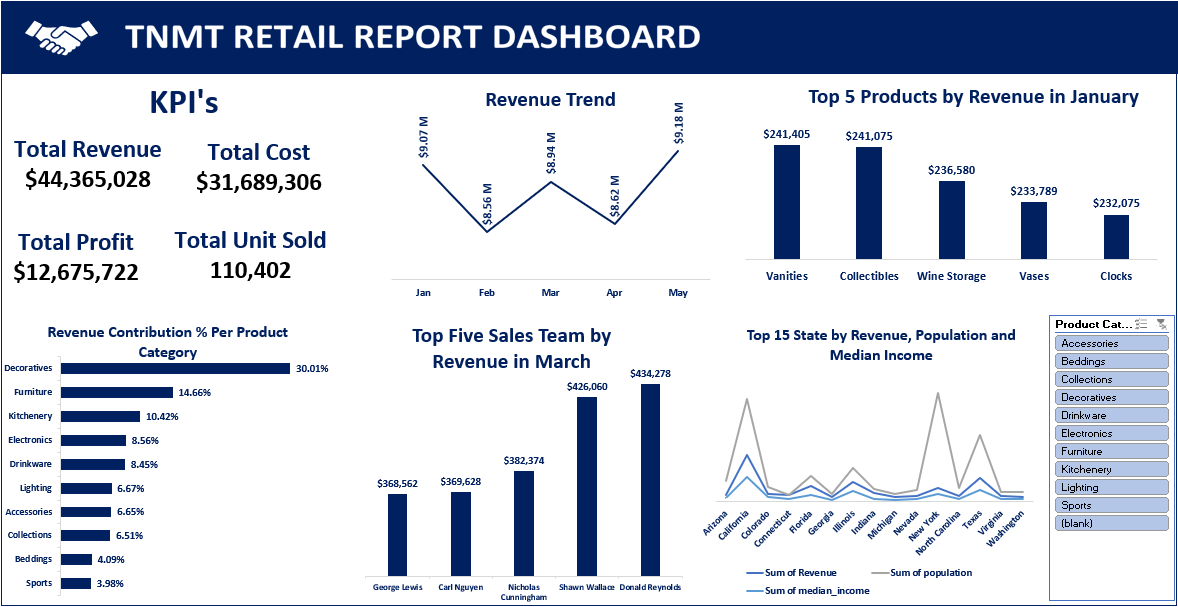 TNMT RETAIL REPORT DASHBOARD
KPI's
Total Revenue
$44,365,028
Total Cost
$31,689,306
Total Profit
$12,675,722
Total Unit Sold
110,402
Revenue Trend
$9.07 M
$8.56 M
$8.94 M
$8.62 M
$9.18 M
Jan Feb Mar Apr May
Top 5 Products by Revenue in January
$241,405
$241,075
$236,580
$233,789
$232,075
Vanities Collectibles Wine Storage Vases Clocks
Revenue Contribution % Per Product
Category
Decoratives 30.01%
Furniture 14.66%
Kitchenery 10.42%
Electronics 8.56%
Drinkware 8.45%
Lighting 6.67%
Accessories 6.65%
Collections 6.51%
Beddings 4.09%
Sports 3.98%
Top Five Sales Team by
Revenue in March
$368,562
$369,628
$382,374
$426,060
$434,278
George Lewis
Carl Nguyen
Nicholas
Cunningham
Shawn Wallace
Donald Reynolds
Top 15 State by Revenue, Population and
Median Income
Arizona
California
Colorado
Connecticut
Florida
Georgia
Illinois
Indiana
Michigan
Nevada
New York
North Carolina
Texas
Virginia
Washington
Sum of Revenue
Sum of population
Sum of median_income
Product Cat...
Accessories
Beddings
Collections
Decoratives
Drinkware
Electronics
Furniture
Kitchenery
Lighting
Sports
(blank)